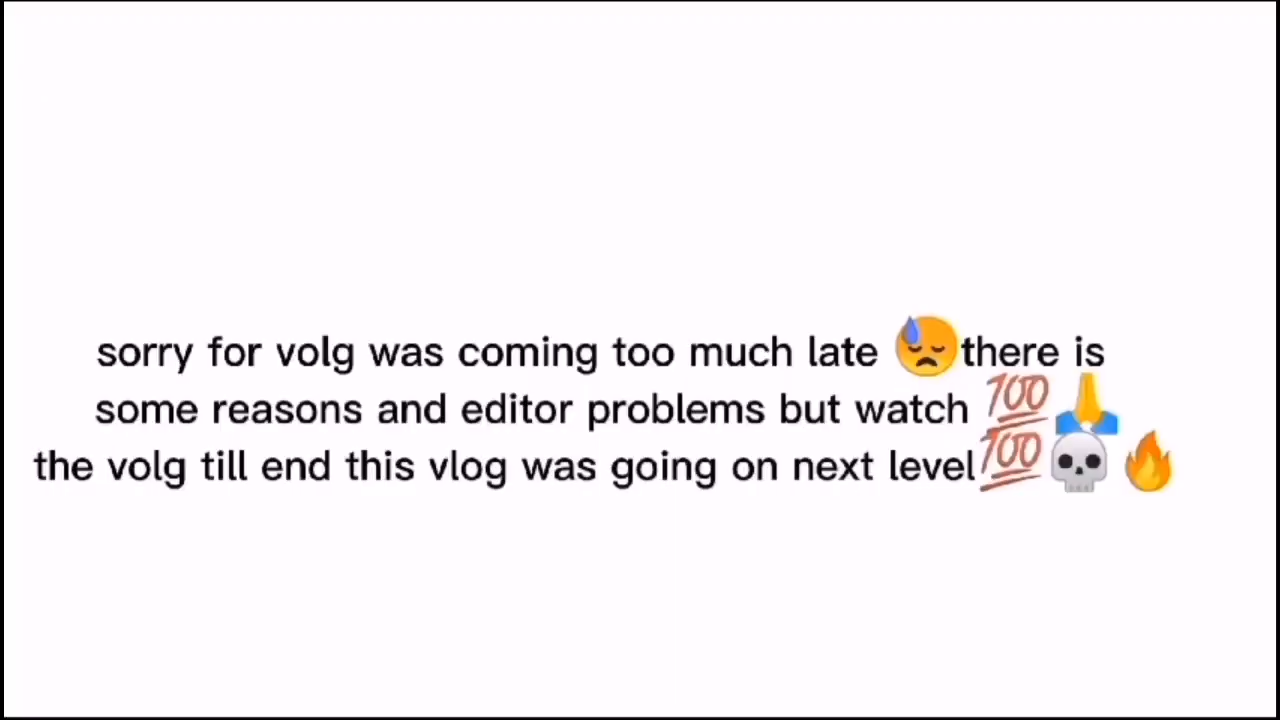 sorry for volg was coming too much late 😓there is
some reasons and editor problems but watch 💯🙏
the volg till end this vlog was going on next level💯💀🔥